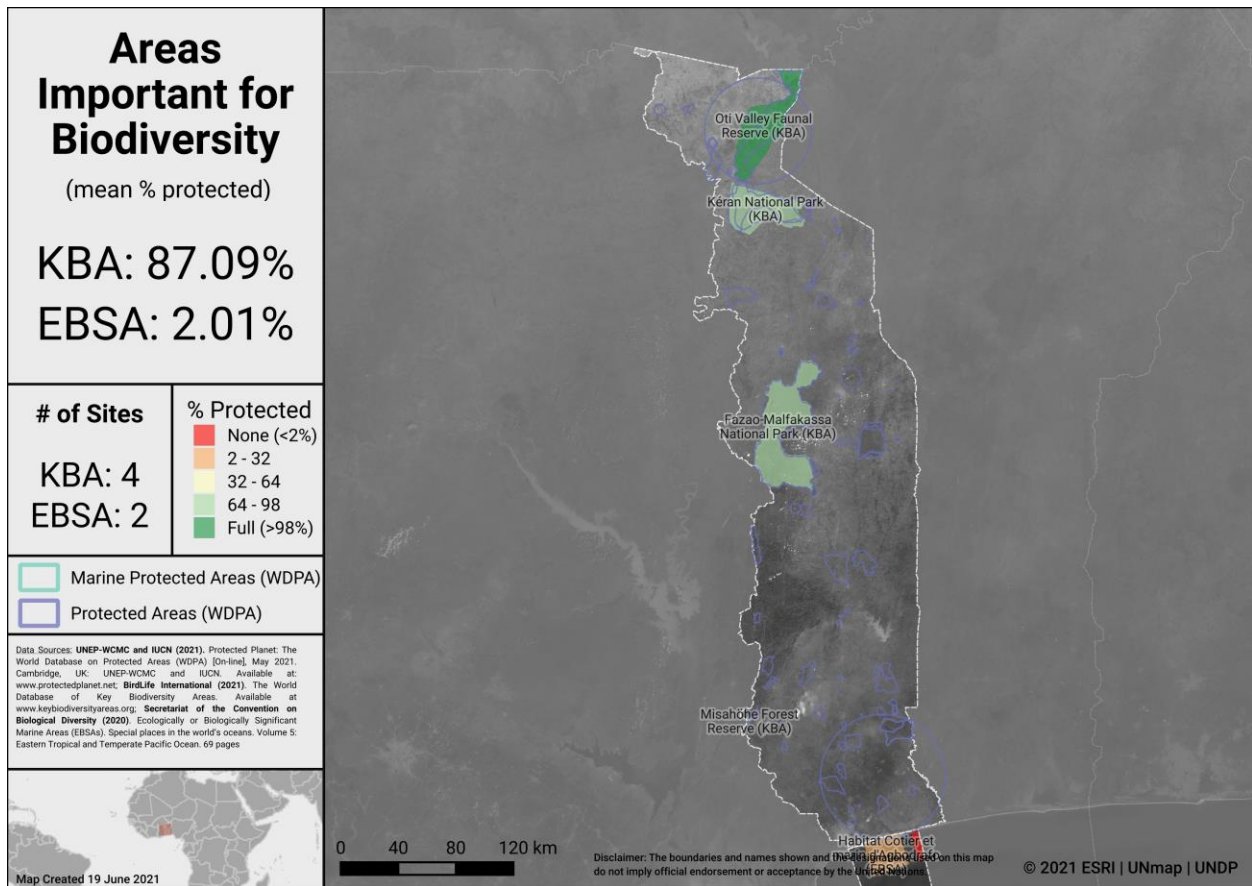 Areas
Important for
Biodiversity
(mean % protected)
KBA: 87.09%
EBSA: 2.01%
# of Sites
KBA: 4
EBSA: 2
% Protected
None (<2%)
2 - 32
32 - 64
64 - 98
Full (>98%)
Marine Protected Areas (WDPA)
Protected Areas (WDPA)
Data Sources: UNEP-WCMC and IUCN (2021). Protected Planet: The
World Database on Protected Areas (WDPA) [On-line], May 2021.
Cambridge, UK: UNEP-WCMC and IUCN. Available at:
www.protectedplanet.net; BirdLife International (2021). The World
Database of Key Biodiversity Areas. Available at
www.keybiodiversityareas.org; Secretariat of the Convention on
Biological Diversity (2020). Ecologically or Biologically Significant
Marine Areas (EBSAs). Special places in the world's oceans. Volume 5:
Eastern Tropical and Temperate Pacific Ocean. 69 pages
Map Created 19 June 2021
Oti Valley Faunal
Reserve (KBA)
Kéran National Park
(KBA)
Fazao-Malfakassa
National Park (KBA)
Misahöhe Forest
Reserve (KBA)
Habitat Cotier et
(EBSA)
0 40 80 120 km
Disclaimer: The boundaries and names shown and the designations used on this map
do not imply official endorsement or acceptance by the United Nations.
© 2021 ESRI | UNmap | UNDP